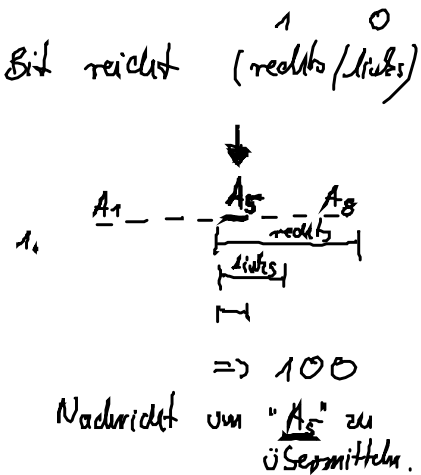 1 0
Bit reicht (rechts/links)
A1 A5 A8
1. rechts
links
=> 100
Nachricht um "A5" zu
übermitteln.